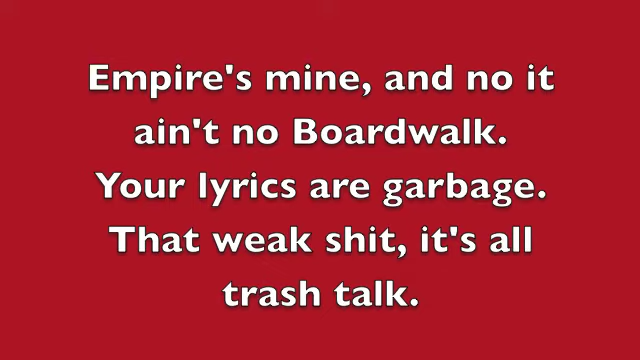 Empire's mine, and no it
ain't no Boardwalk.
Your lyrics are garbage.
That weak shit, it's all
trash talk.